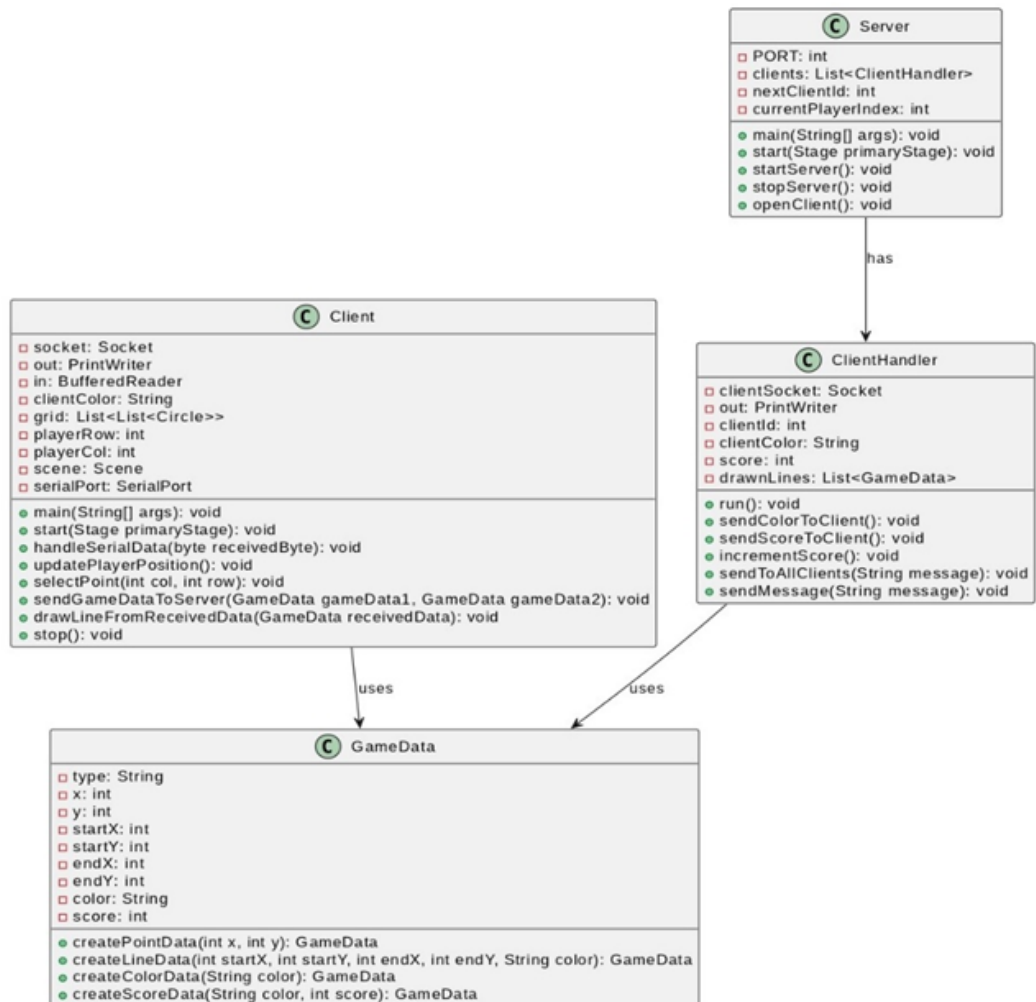 C Server
PORT: int
clients: List<ClientHandler>
nextClientId: int
currentPlayerIndex: int
main(String[] args): void
start(Stage primaryStage): void
startServer(): void
stopServer(): void
openClient(): void
has
C Client
socket: Socket
out: PrintWriter
in: BufferedReader
clientColor: String
grid: List<List<Circle>>
playerRow: int
playerCol: int
scene: Scene
serialPort: SerialPort
main(String[] args): void
start(Stage primaryStage): void
handleSerialData(byte receivedByte): void
updatePlayerPosition(): void
selectPoint(int col, int row): void
sendGameDataToServer(GameData gameData1, GameData gameData2): void
drawLineFromReceivedData(GameData receivedData): void
stop(): void
C ClientHandler
clientSocket: Socket
out: PrintWriter
clientId: int
clientColor: String
score: int
drawnLines: List<GameData>
run(): void
sendColorToClient(): void
sendScoreToClient(): void
incrementScore(): void
sendToAllClients(String message): void
sendMessage(String message): void
uses
uses
C GameData
type: String
x: int
y: int
startX: int
startY: int
endX: int
endY: int
color: String
score: int
createPointData(int x, int y): GameData
createLineData(int startX, int startY, int endX, int endY, String color): GameData
createColorData(String color): GameData
createScoreData(String color, int score): GameData